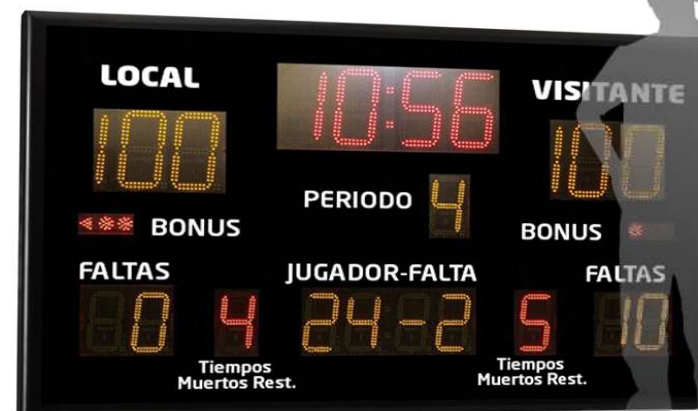 LOCAL 10:56 VISITANTE
100 100
PERIODO 4
BONUS BONUS
FALTAS JUGADOR-FALTA FALTAS
0 4 24-2 5 10
Tiempos Tiempos
Muertos Rest. Muertos Rest.